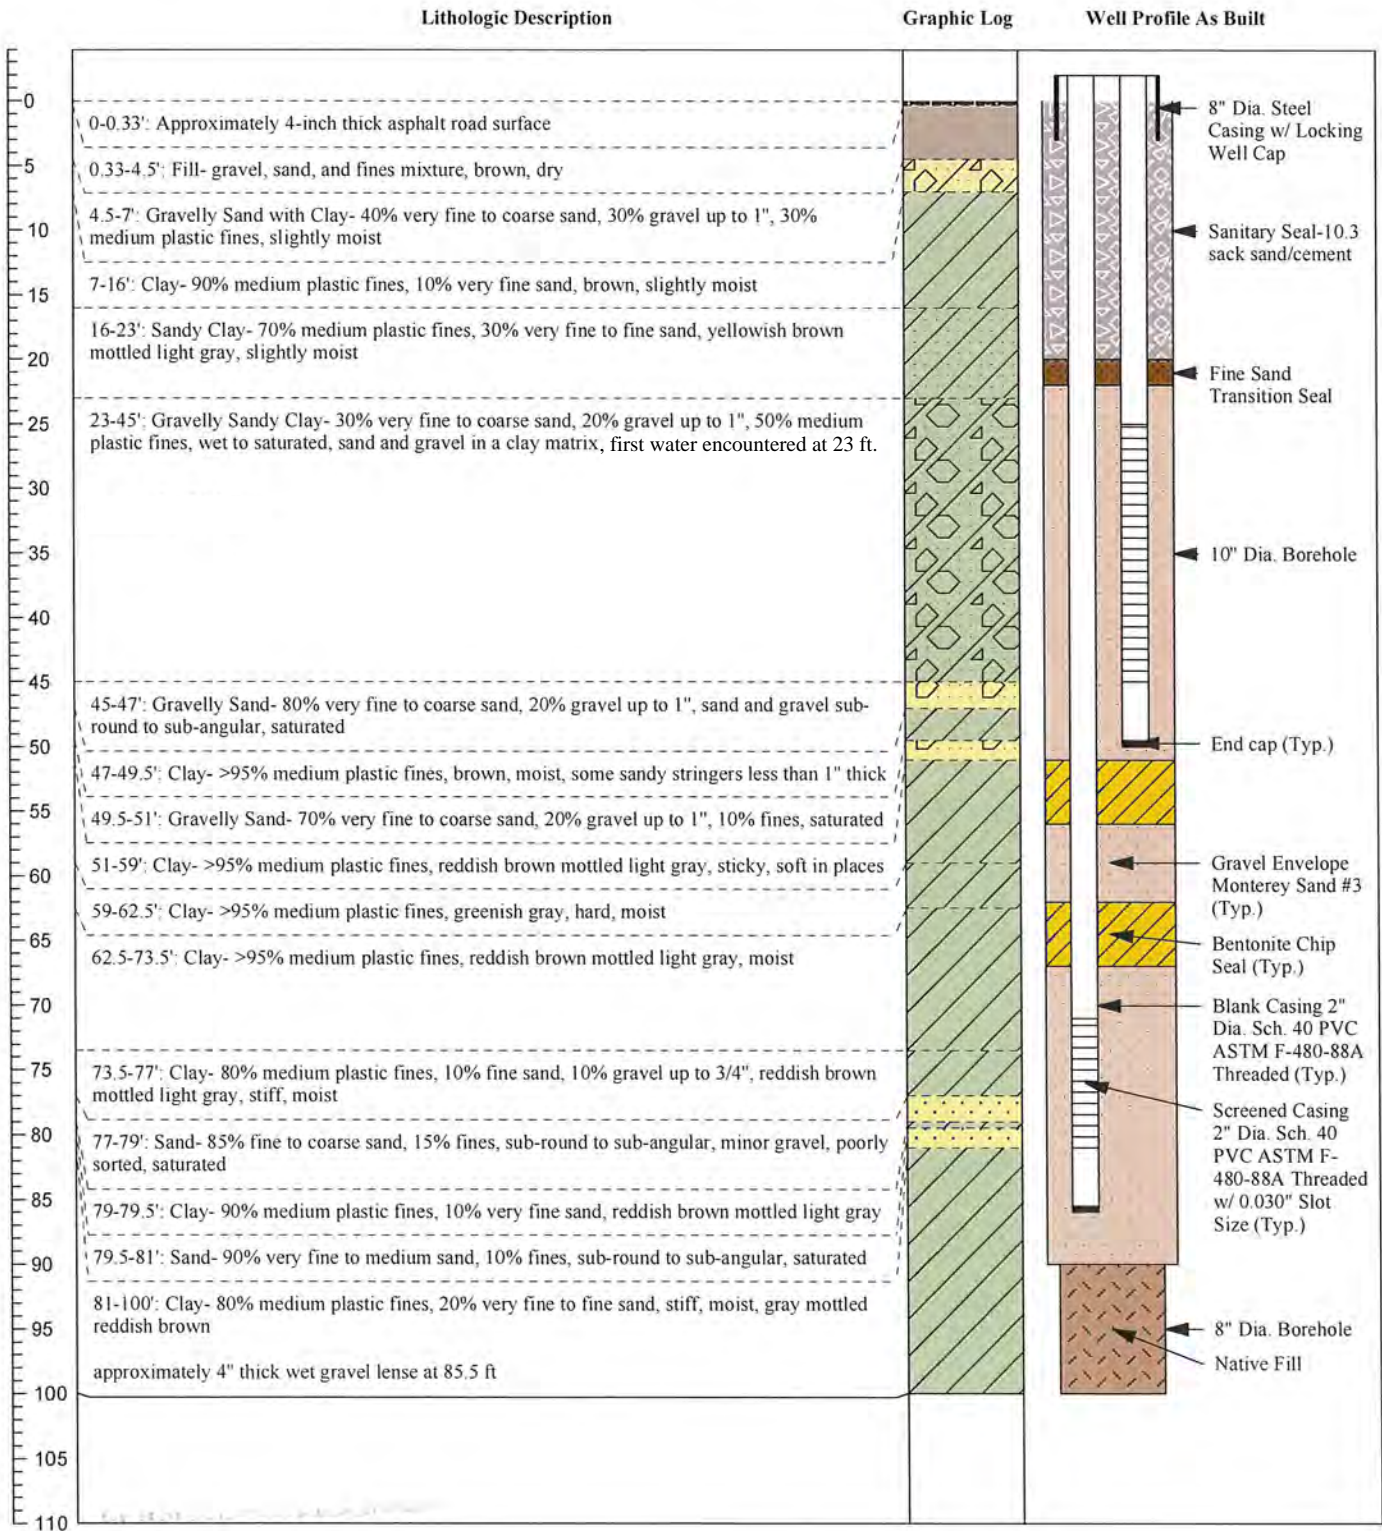 Lithologic Description
Graphic Log
Well Profile As Built
0
5
10
15
20
25
30
35
40
45
50
55
60
65
70
75
80
85
90
95
100
105
110
0-0.33': Approximately 4-inch thick asphalt road surface
0.33-4.5': Fill- gravel, sand, and fines mixture, brown, dry
4.5-7': Gravelly Sand with Clay- 40% very fine to coarse sand, 30% gravel up to 1", 30%
medium plastic fines, slightly moist
7-16': Clay- 90% medium plastic fines, 10% very fine sand, brown, slightly moist
16-23': Sandy Clay- 70% medium plastic fines, 30% very fine to fine sand, yellowish brown
mottled light gray, slightly moist
23-45': Gravelly Sandy Clay- 30% very fine to coarse sand, 20% gravel up to 1", 50% medium
plastic fines, wet to saturated, sand and gravel in a clay matrix, first water encountered at 23 ft.
45-47': Gravelly Sand- 80% very fine to coarse sand, 20% gravel up to 1", sand and gravel sub-
round to sub-angular, saturated
47-49.5': Clay- >95% medium plastic fines, brown, moist, some sandy stringers less than 1" thick
49.5-51': Gravelly Sand- 70% very fine to coarse sand, 20% gravel up to 1", 10% fines, saturated
51-59': Clay- >95% medium plastic fines, reddish brown mottled light gray, sticky, soft in places
59-62.5': Clay- >95% medium plastic fines, greenish gray, hard, moist
62.5-73.5': Clay- >95% medium plastic fines, reddish brown mottled light gray, moist
73.5-77': Clay- 80% medium plastic fines, 10% fine sand, 10% gravel up to 3/4", reddish brown
mottled light gray, stiff, moist
77-79': Sand- 85% fine to coarse sand, 15% fines, sub-round to sub-angular, minor gravel, poorly
sorted, saturated
79-79.5': Clay- 90% medium plastic fines, 10% very fine sand, reddish brown mottled light gray
79.5-81': Sand- 90% very fine to medium sand, 10% fines, sub-round to sub-angular, saturated
81-100': Clay- 80% medium plastic fines, 20% very fine to fine sand, stiff, moist, gray mottled
reddish brown
approximately 4" thick wet gravel lense at 85.5 ft
8" Dia. Steel
Casing w/ Locking
Well Cap
Sanitary Seal-10.3
sack sand/cement
Fine Sand
Transition Seal
10" Dia. Borehole
End cap (Typ.)
Gravel Envelope
Monterey Sand #3
(Typ.)
Bentonite Chip
Seal (Typ.)
Blank Casing 2"
Dia. Sch. 40 PVC
ASTM F-480-88A
Threaded (Typ.)
Screened Casing
2" Dia. Sch. 40
PVC ASTM F-
480-88A Threaded
w/ 0.030" Slot
Size (Typ.)
8" Dia. Borehole
Native Fill